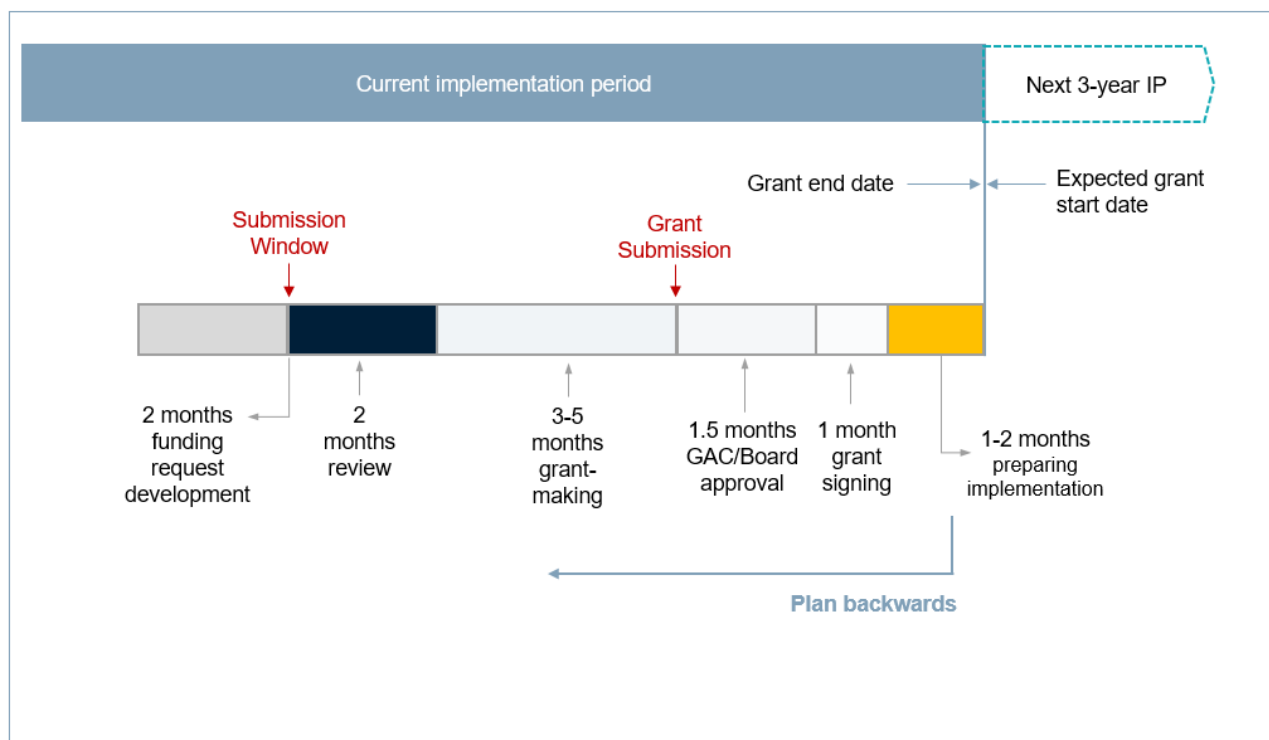 Current implementation period
Next 3-year IP
Grant end date
Expected grant
start date
Submission
Window
Grant
Submission
2 months
funding
request
development
2
months
review
3-5
months
grant-
making
1.5 months
GAC/Board
approval
1 month
grant
signing
1-2 months
preparing
implementation
Plan backwards